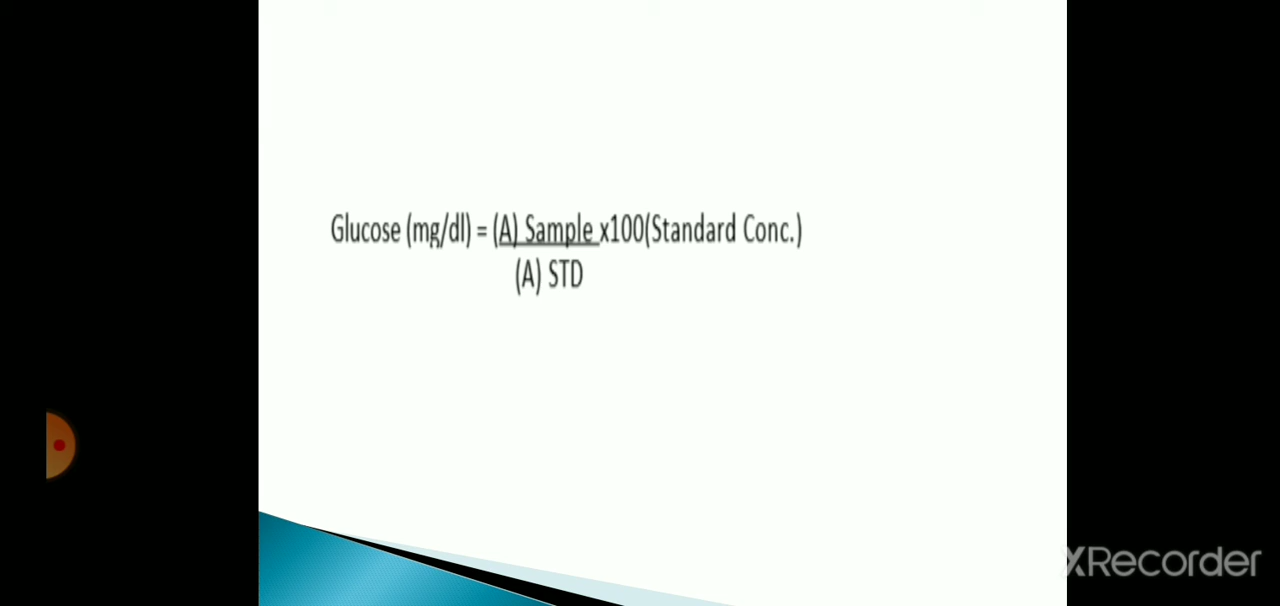 Glucose (mg/dl) = (A) Sample x100(Standard Conc.)
(A) STD
XRecorder